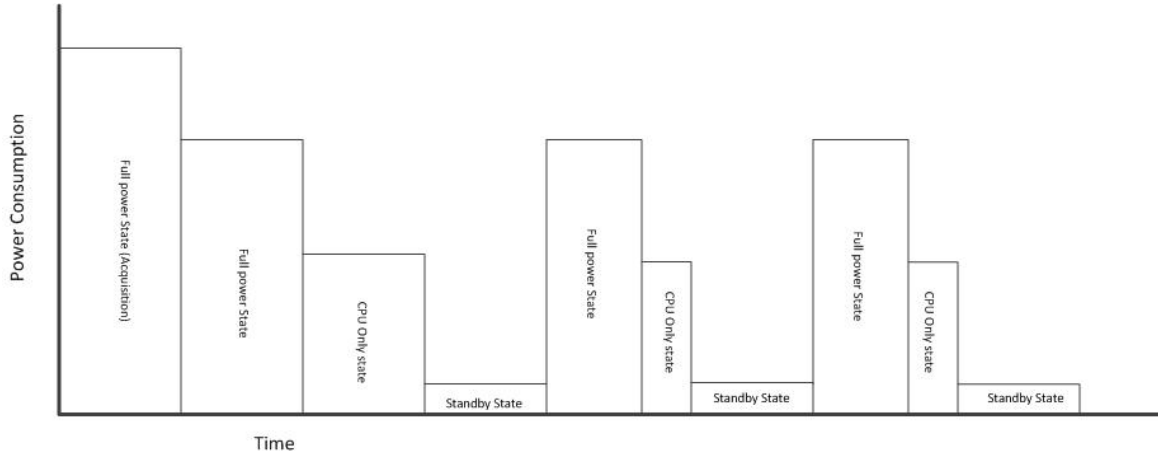 Power Consumption
Full power State (Acquisition)
Full power State
CPU Only state
Standby State
Full power State
CPU Only state
Standby State
Full power State
CPU Only state
Standby State
Time